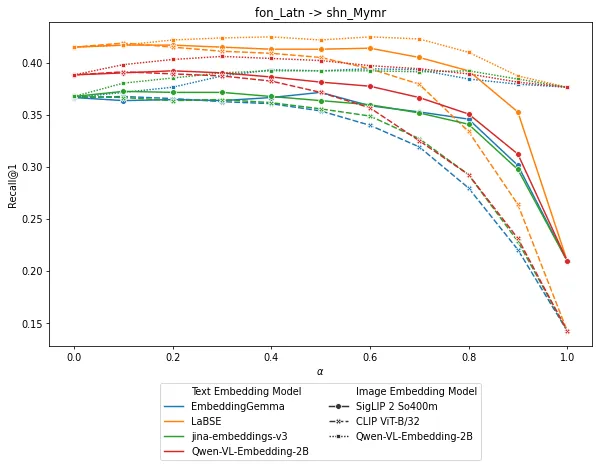 fon_Latn -> shn_Mymr
Recall@1
0.40
0.35
0.30
0.25
0.20
0.15
0.0 0.2 0.4 0.6 0.8 1.0
α
Text Embedding Model Image Embedding Model
EmbeddingGemma SigLIP 2 So400m
LaBSE CLIP ViT-B/32
jina-embeddings-v3 Qwen-VL-Embedding-2B
Qwen-VL-Embedding-2B